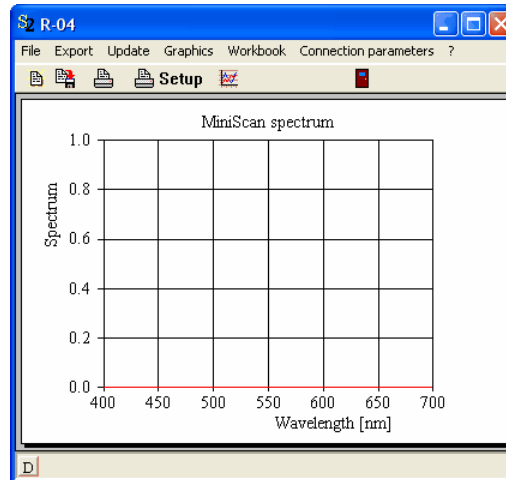 S2 R-04
File Export Update Graphics Workbook Connection parameters ?
Setup
MiniScan spectrum
1.0
0.8
Spectrum
0.6
0.4
0.2
0.0
400 450 500 550 600 650 700
Wavelength [nm]
D